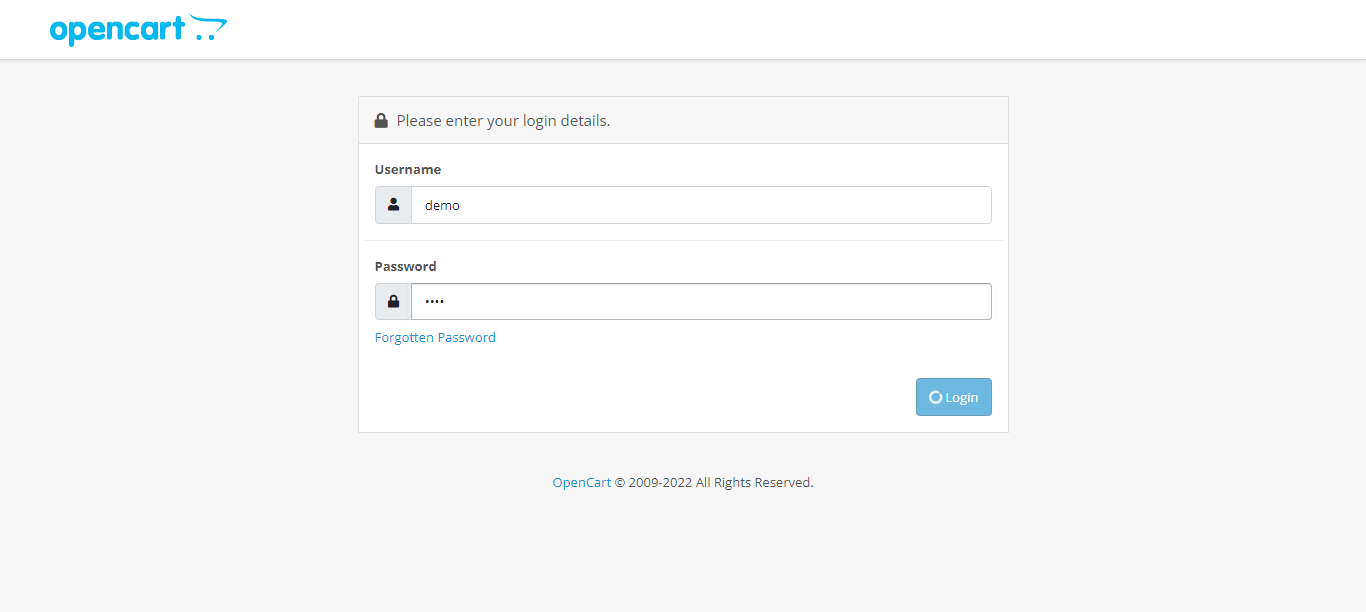 opencart
Please enter your login details.
Username
demo
Password
••••
Forgotten Password
Login
OpenCart © 2009-2022 All Rights Reserved.